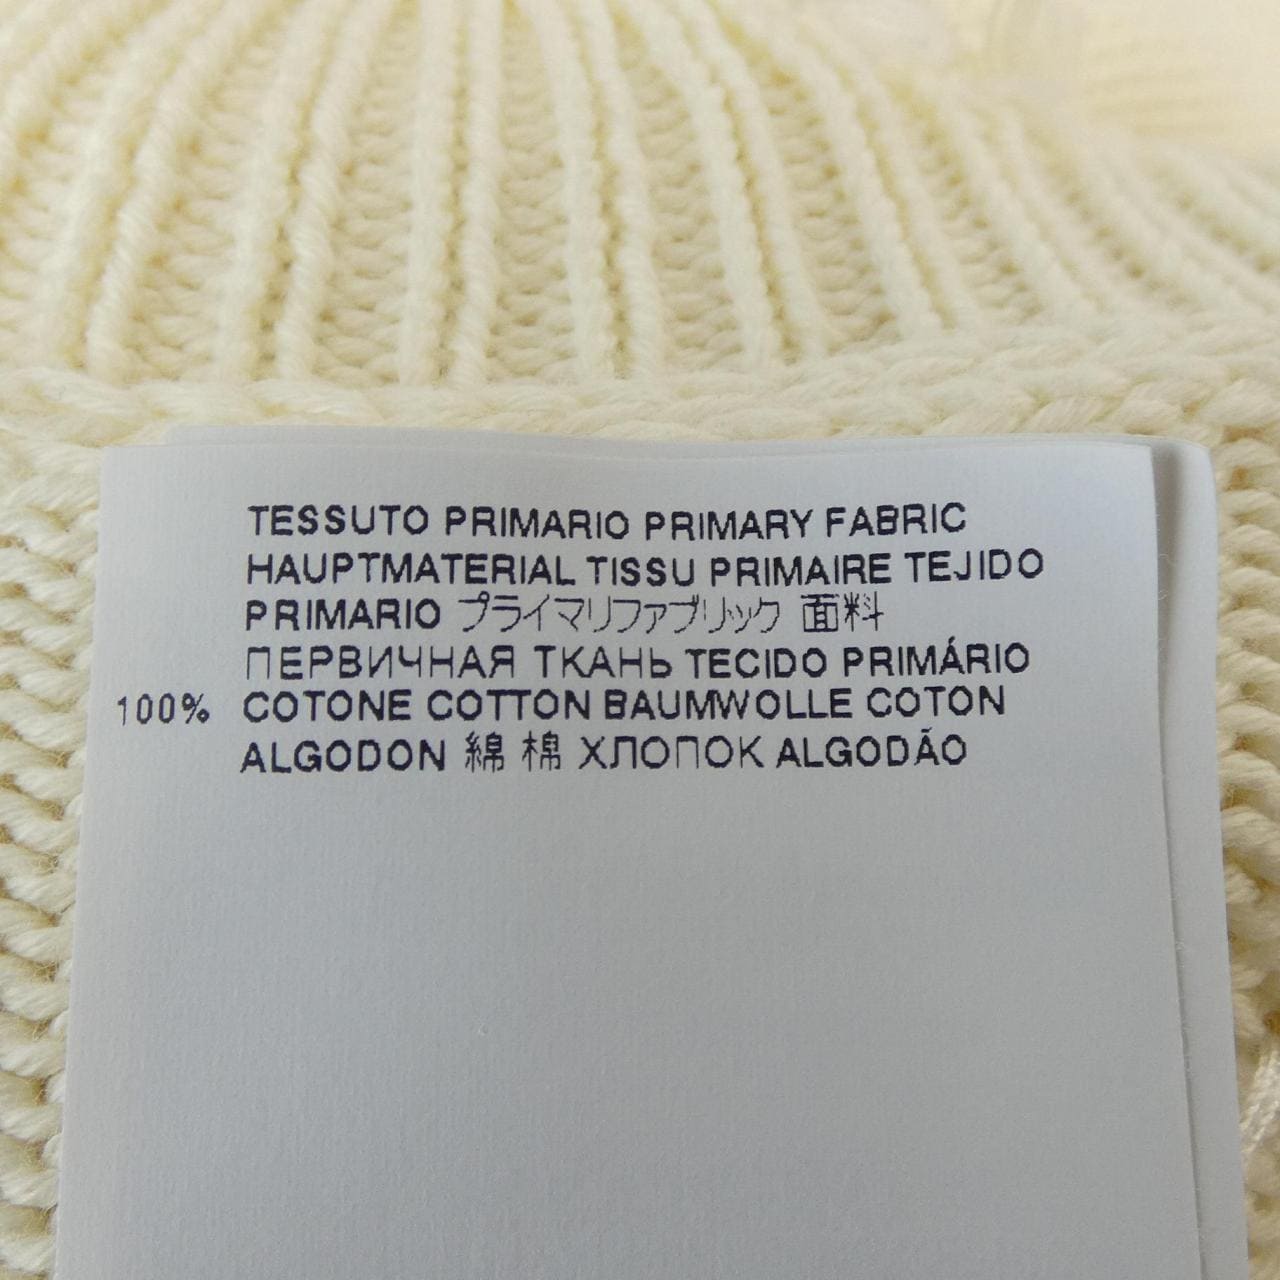 TESSUTO PRIMARIO PRIMARY FABRIC
HAUPTMATERIAL TISSU PRIMAIRE TEJIDO
PRIMARIO プライマリファブリック 面料
ПЕРВИЧНАЯ ТКАНЬ TECIDO PRIMÁRIO
100% COTONE COTTON BAUMWOLLE COTON
ALGODON 綿 棉 ХЛОПОК ALGODÃO